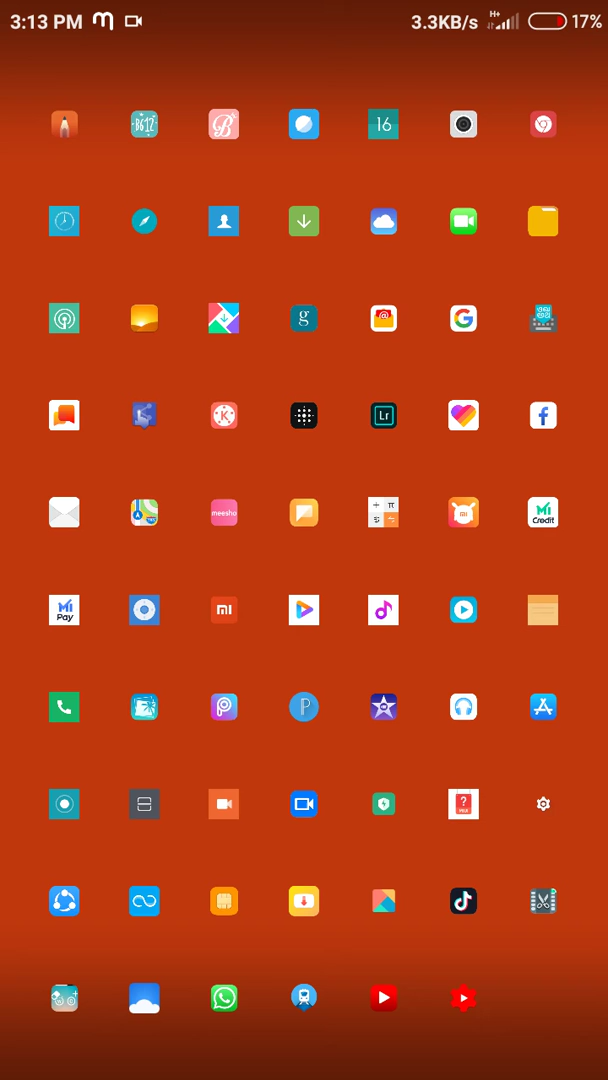 3:13 PM
3.3KB/s H+ 17%
B612
B
16
g
@
G
K
Lr
f
meesho
+ π
Mi
Credit
Mi
Pay
mi
P
P
?